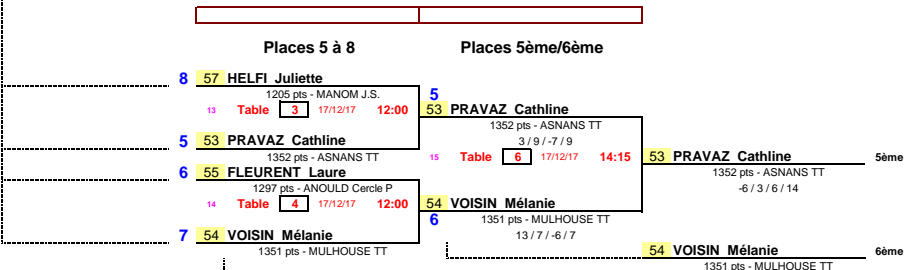 Places 5 à 8 Places 5ème/6ème
8 57 HELFI Juliette
1205 pts - MANOM J.S. 5
13 Table 3 17/12/17 12:00 53 PRAVAZ Cathline
1352 pts - ASNANS TT
5 53 PRAVAZ Cathline 3 / 9 / -7 / 9
1352 pts - ASNANS TT 15 Table 6 17/12/17 14:15 53 PRAVAZ Cathline 5ème
6 55 FLEURENT Laure 1352 pts - ASNANS TT
1297 pts - ANOULD Cercle P -6 / 3 / 6 / 14
14 Table 4 17/12/17 12:00 54 VOISIN Mélanie
6 1351 pts - MULHOUSE TT
7 54 VOISIN Mélanie 13 / 7 / -6 / 7
1351 pts - MULHOUSE TT 54 VOISIN Mélanie 6ème
1351 pts - MULHOUSE TT